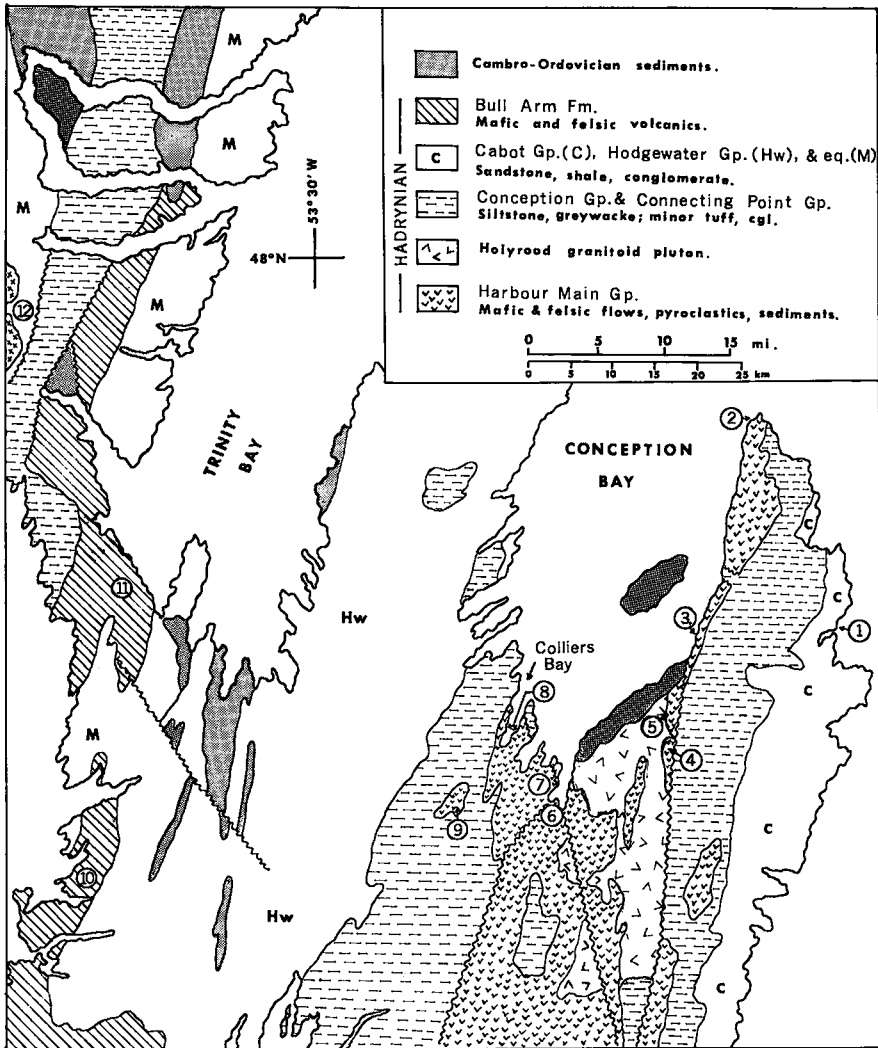 Cambro-Ordovician sediments.
HADRYNIAN
Bull Arm Fm.
Mafic and felsic volcanics.
C
Cabot Gp.(C), Hodgewater Gp.(Hw), & eq.(M)
Sandstone, shale, conglomerate.
Conception Gp.& Connecting Point Gp.
Siltstone, greywacke; minor tuff, cgl.
Holyrood granitoid pluton.
Harbour Main Gp.
Mafic & felsic flows, pyroclastics, sediments.
0 5 10 15 mi.
0 5 10 15 20 25 km
M
M
M
53° 30' W
48°N
M
12
TRINITY
BAY
CONCEPTION
BAY
2
C
11
Hw
C
3
1
Colliers
Bay
C
8
5
M
4
7
9
6
C
10
Hw
C